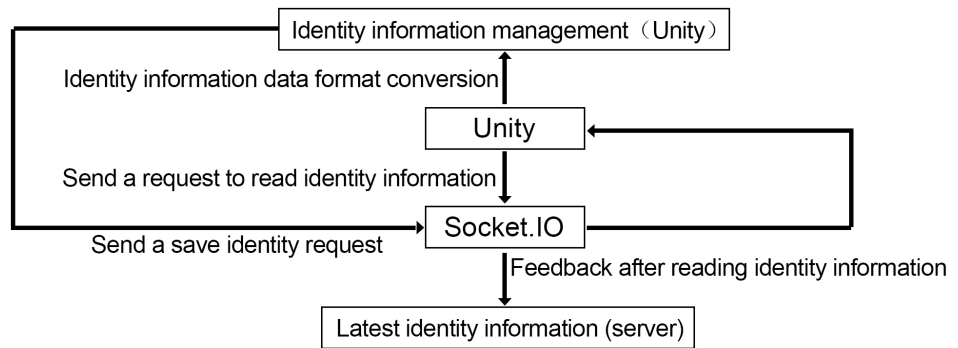 Identity information management（Unity）
Identity information data format conversion
Unity
Send a request to read identity information
Socket.IO
Send a save identity request
Feedback after reading identity information
Latest identity information (server)